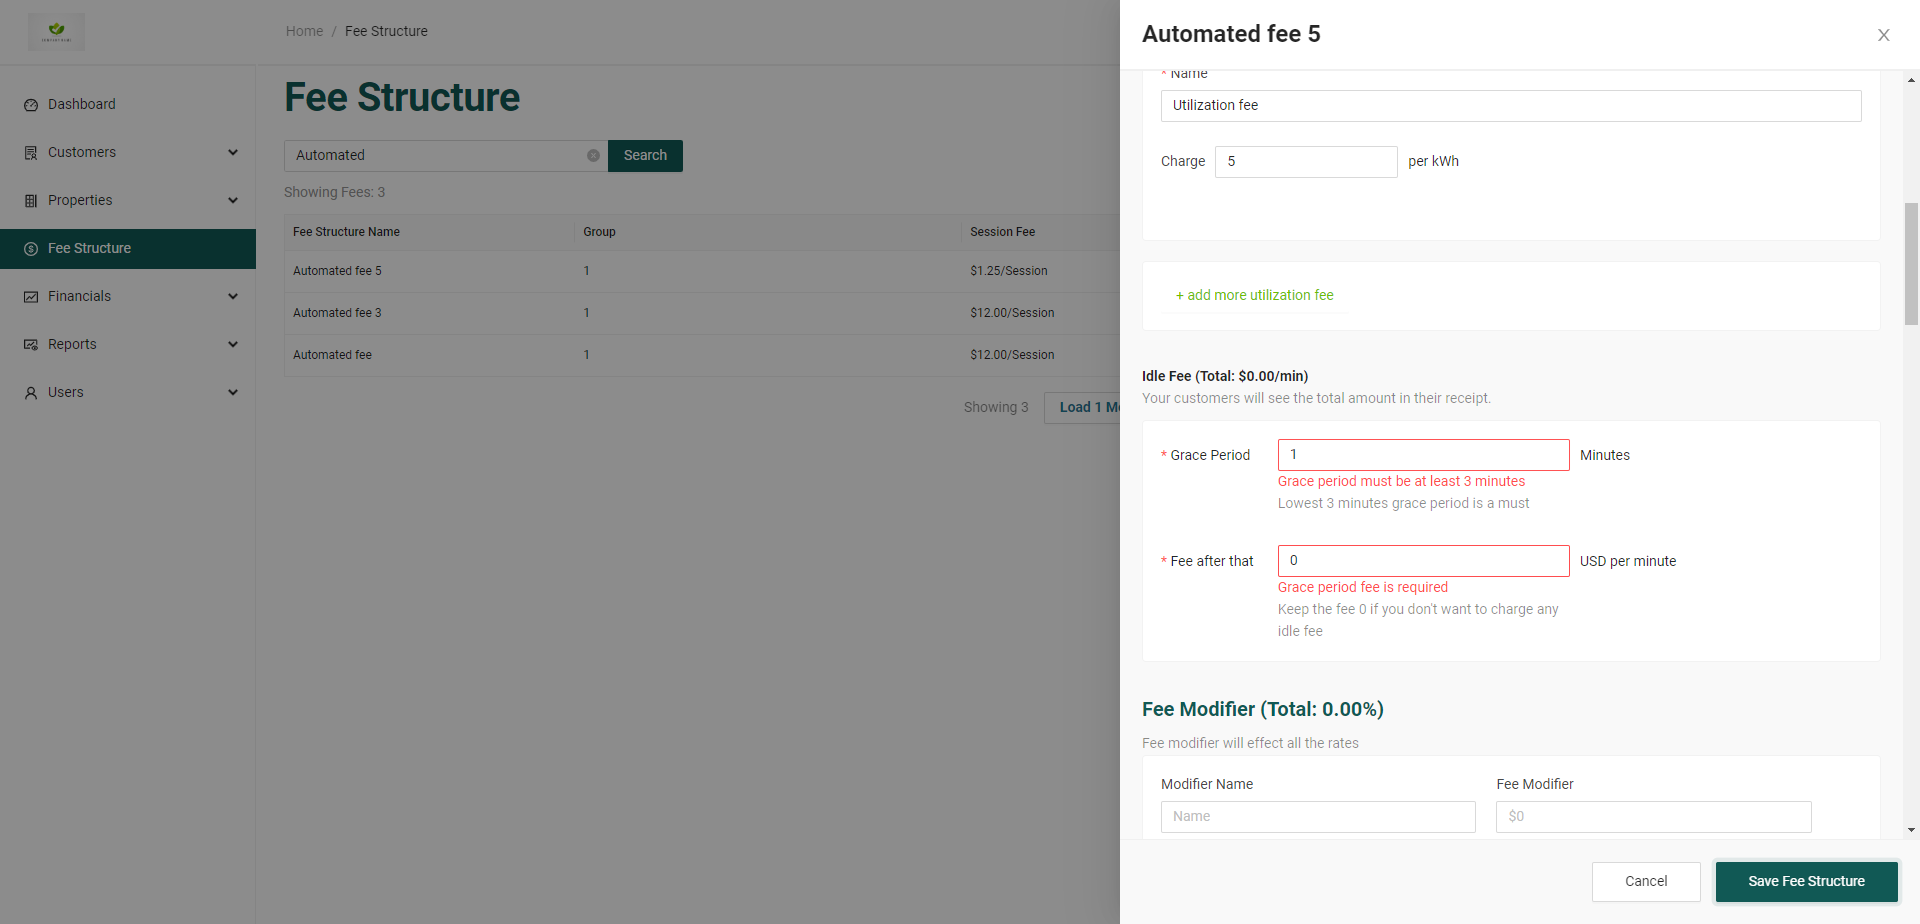 Home / Fee Structure
Dashboard
Customers
Properties
Fee Structure
Financials
Reports
Users
Fee Structure
Automated
Search
Showing Fees: 3
Fee Structure Name Group Session Fee
Automated fee 5 1 $1.25/Session
Automated fee 3 1 $12.00/Session
Automated fee 1 $12.00/Session
Showing 3 Load 1 Mo
Automated fee 5
* Name
Utilization fee
Charge 5 per kWh
+ add more utilization fee
Idle Fee (Total: $0.00/min)
Your customers will see the total amount in their receipt.
* Grace Period 1 Minutes
Grace period must be at least 3 minutes
Lowest 3 minutes grace period is a must
* Fee after that 0 USD per minute
Grace period fee is required
Keep the fee 0 if you don't want to charge any
idle fee
Fee Modifier (Total: 0.00%)
Fee modifier will effect all the rates
Modifier Name Fee Modifier
Name $0
Cancel Save Fee Structure